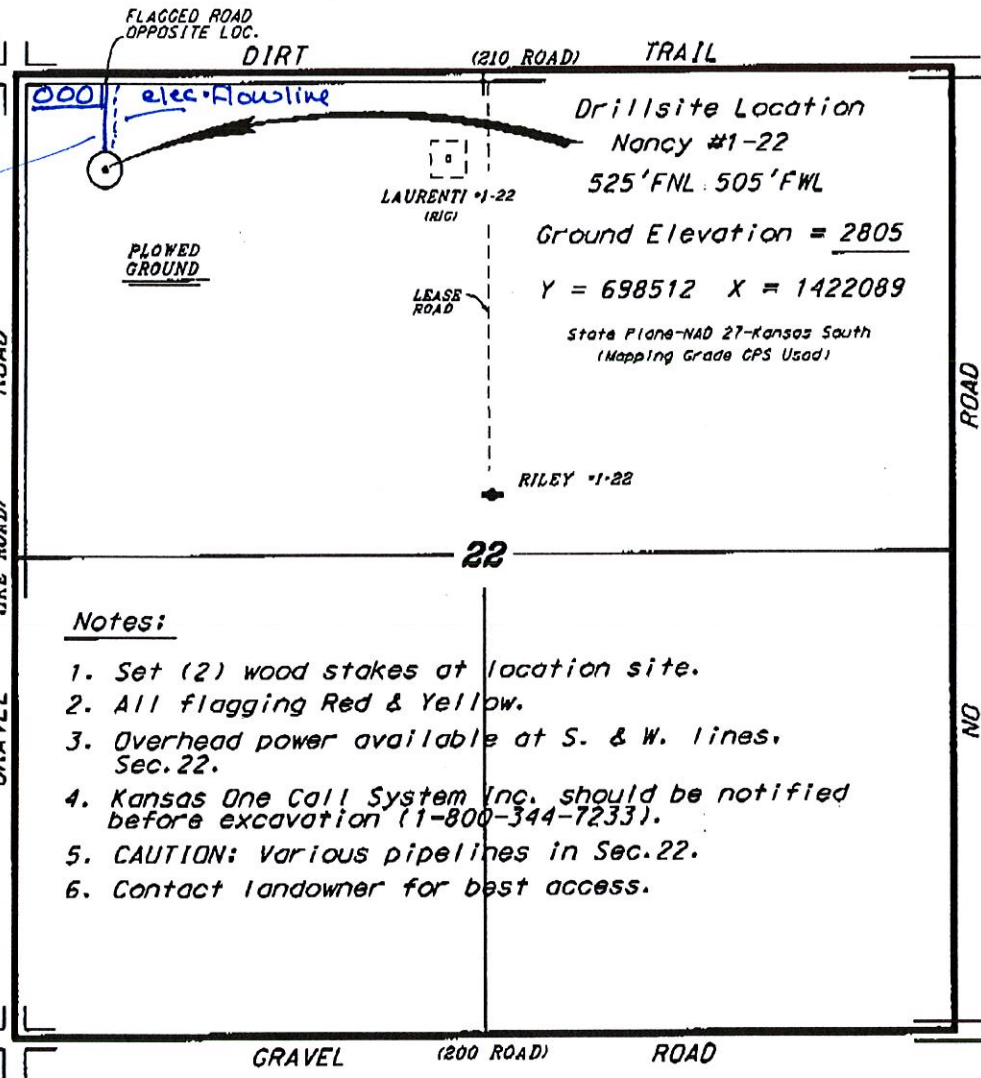 FLAGGED ROAD
OPPOSITE LOC.
DIRT (210 ROAD) TRAIL
000 elec. Flowline
Drillsite Location
Nancy #1-22
525'FNL 505'FWL
LAURENTI #1-22
(RIG)
Ground Elevation = 2805
PLOWED
GROUND
LEASE
ROAD
Y = 698512 X = 1422089
State Plane-NAD 27-Kansas South
(Mapping Grade GPS Used)
ROAD
ROAD
RILEY #1-22
22
Notes:
1. Set (2) wood stakes at location site.
2. All flagging Red & Yellow.
3. Overhead power available at S. & W. lines,
Sec.22.
4. Kansas One Call System Inc. should be notified
before excavation (1-800-344-7233).
5. CAUTION: Various pipelines in Sec.22.
6. Contact landowner for best access.
GRAVEL
NO
GRAVEL (200 ROAD) ROAD